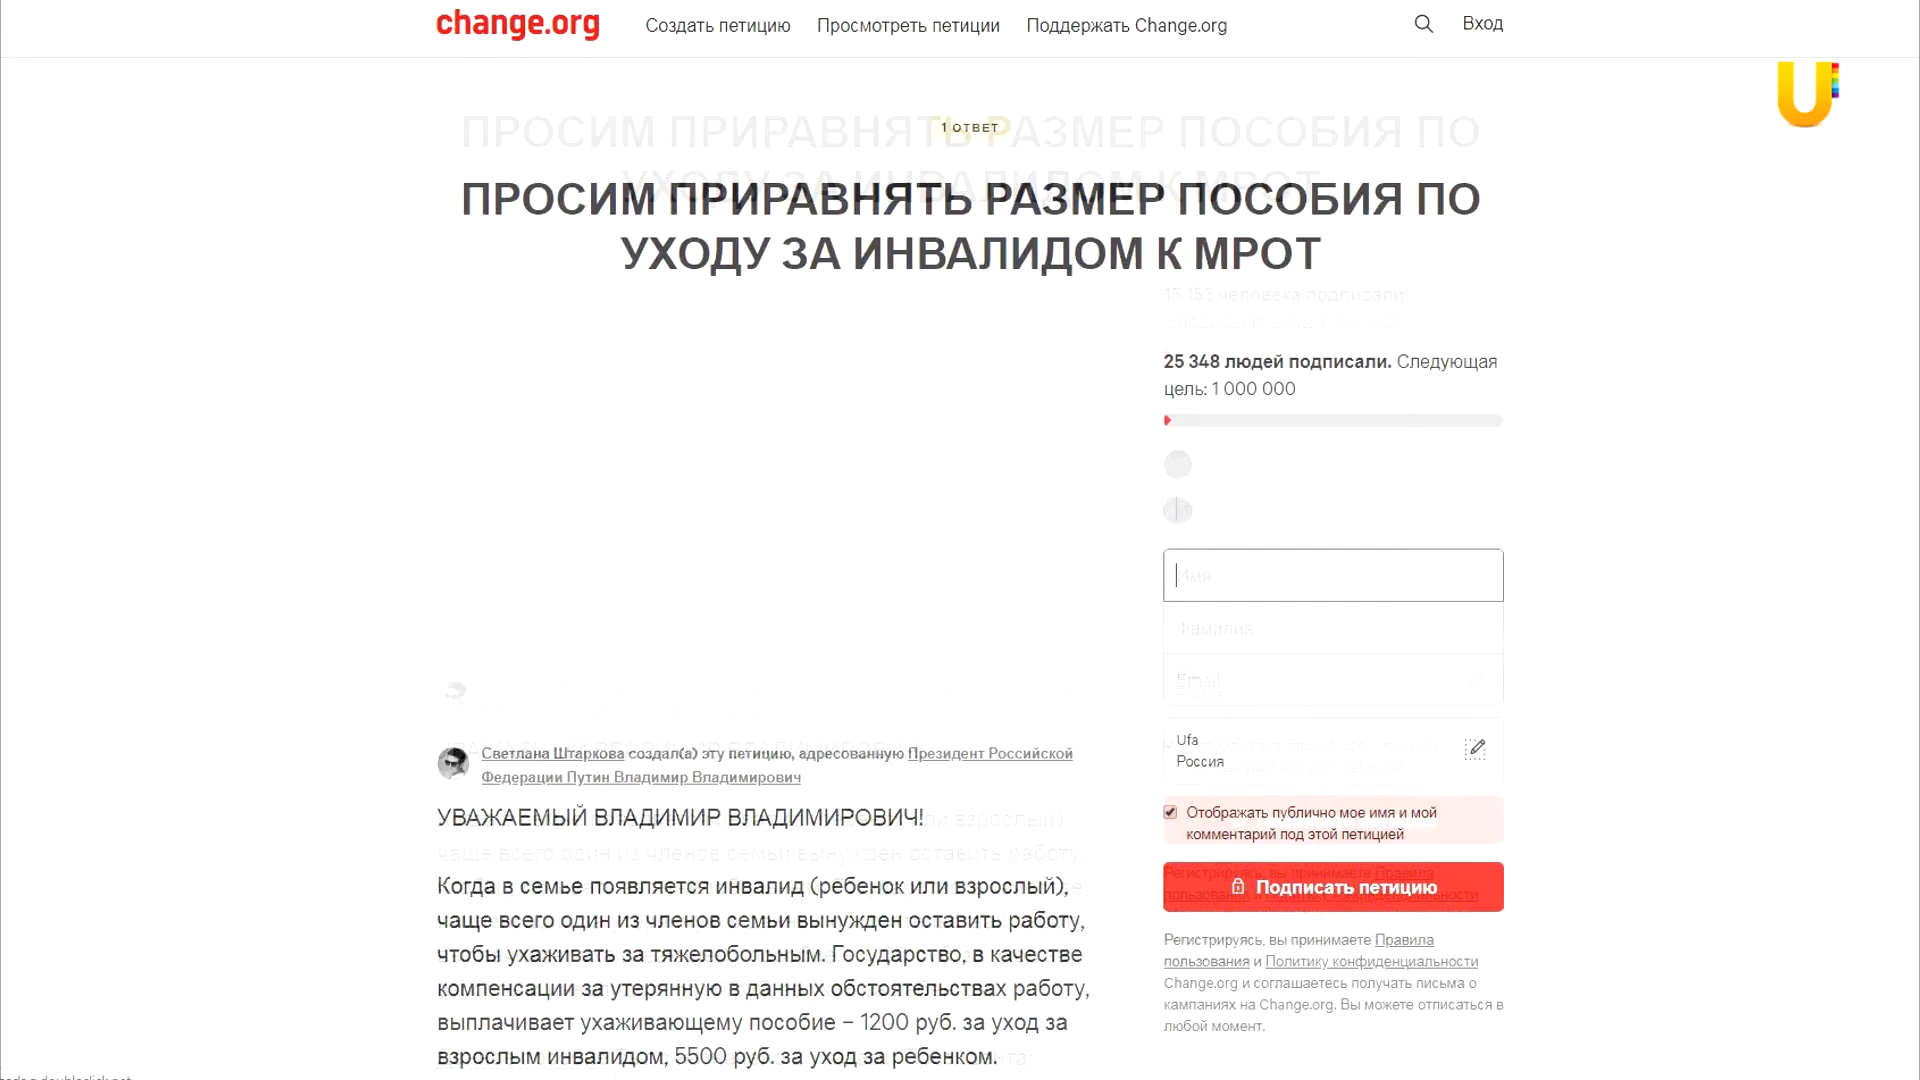 change.org
Создать петицию
Просмотреть петиции
Поддержать Change.org
Вход
U
1 ОТВЕТ
ПРОСИМ ПРИРАВНЯТЬ РАЗМЕР ПОСОБИЯ ПО
УХОДУ ЗА ИНВАЛИДОМ К МРОТ
15 153 человека подписали
25 348 людей подписали. Следующая
цель: 1 000 000
Имя
Фамилия
Email
Ufa
Россия
Отображать публично мое имя и мой
комментарий под этой петицией
Подписать петицию
Регистрируясь, вы принимаете Правила
пользования и Политику конфиденциальности
Change.org и соглашаетесь получать письма о
кампаниях на Change.org. Вы можете отписаться в
любой момент.
Светлана Штаркова создал(а) эту петицию, адресованную Президент Российской
Федерации Путин Владимир Владимирович
УВАЖАЕМЫЙ ВЛАДИМИР ВЛАДИМИРОВИЧ!
Когда в семье появляется инвалид (ребенок или взрослый),
чаще всего один из членов семьи вынужден оставить работу,
чтобы ухаживать за тяжелобольным. Государство, в качестве
компенсации за утерянную в данных обстоятельствах работу,
выплачивает ухаживающему пособие – 1200 руб. за уход за
взрослым инвалидом, 5500 руб. за уход за ребенком.